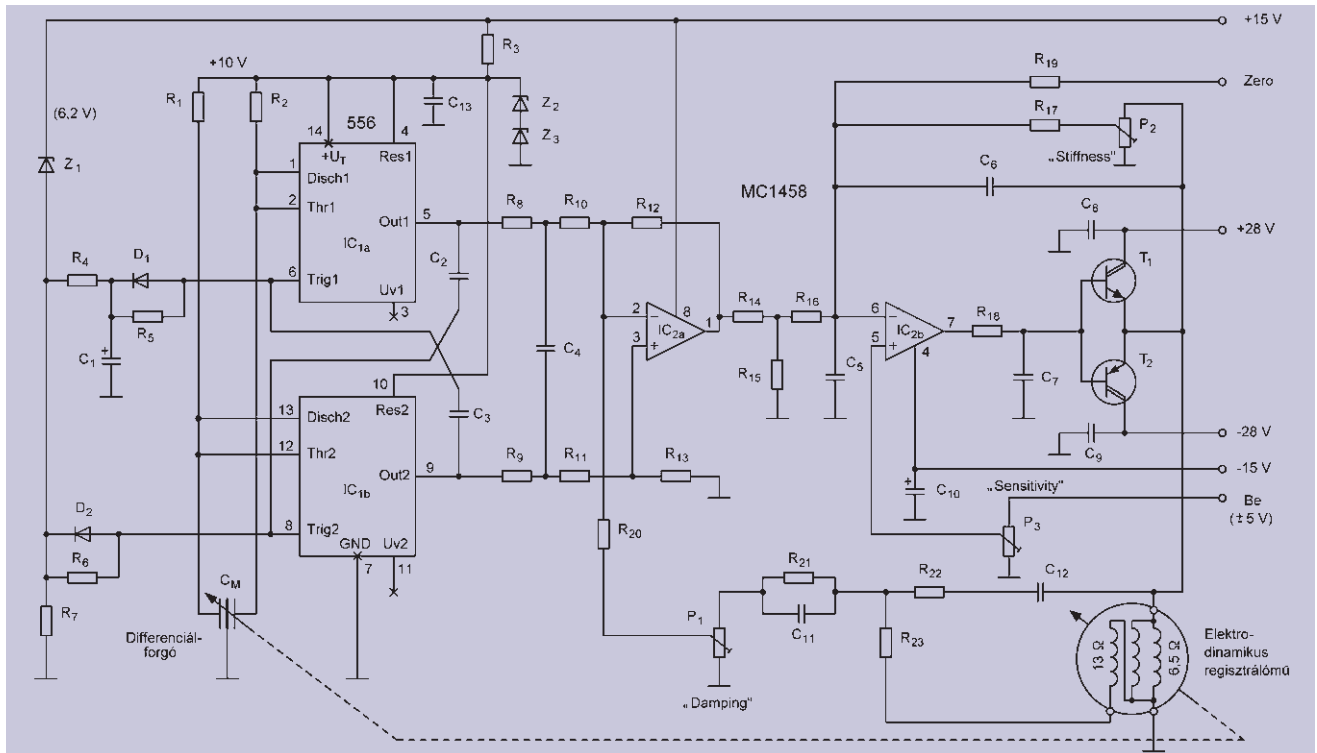 +15 V
R3
+10 V
R19
Zero
R1
R2
(6,2 V)
C13
Z2
Z3
R17
P2
„Stiffness"
14
556
4
+UT
Res1
Z1
1
Disch1
C6
MC1458
2
Thr1
Out1
5
R8
R10
R12
C8
+28 V
IC1a
R4
D1
C2
T1
6
Trig1
Uv1
3
R5
2
8
1
3
IC2a
R14
R16
6
5
7
4
IC2b
R18
C1
C4
R15
C5
C7
T2
10
Res2
C3
13
Disch2
12
Thr2
Out2
9
R9
R11
R13
C9
-28 V
IC1b
-15 V
C10
„Sensitivity"
Be
(±5 V)
D2
8
Trig2
GND
Uv2
7
11
R20
P3
R6
R7
CM
R21
R22
C12
P1
C11
R23
Differenciál-
forgó
„Damping"
13 Ω
6,5 Ω
Elektro-
dinamikus
regisztrálómű